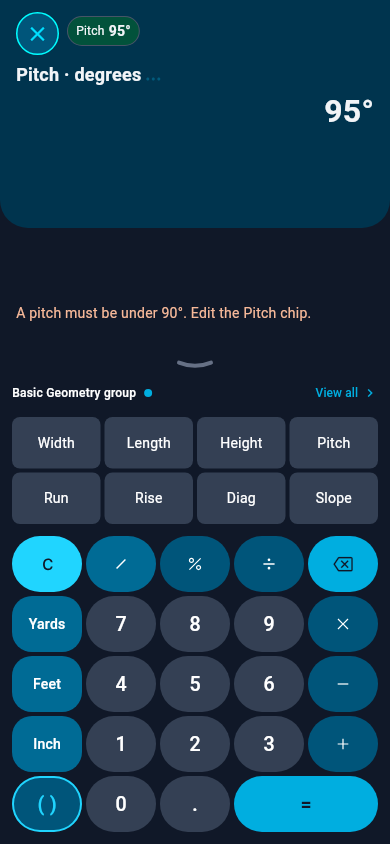 Pitch 95°
Pitch · degrees ...
95°
A pitch must be under 90°. Edit the Pitch chip.
Basic Geometry group
View all
Width Length Height Pitch
Run Rise Diag Slope
C ⁄ % ÷
Yards 7 8 9 ×
Feet 4 5 6 −
Inch 1 2 3 +
( ) 0 . =